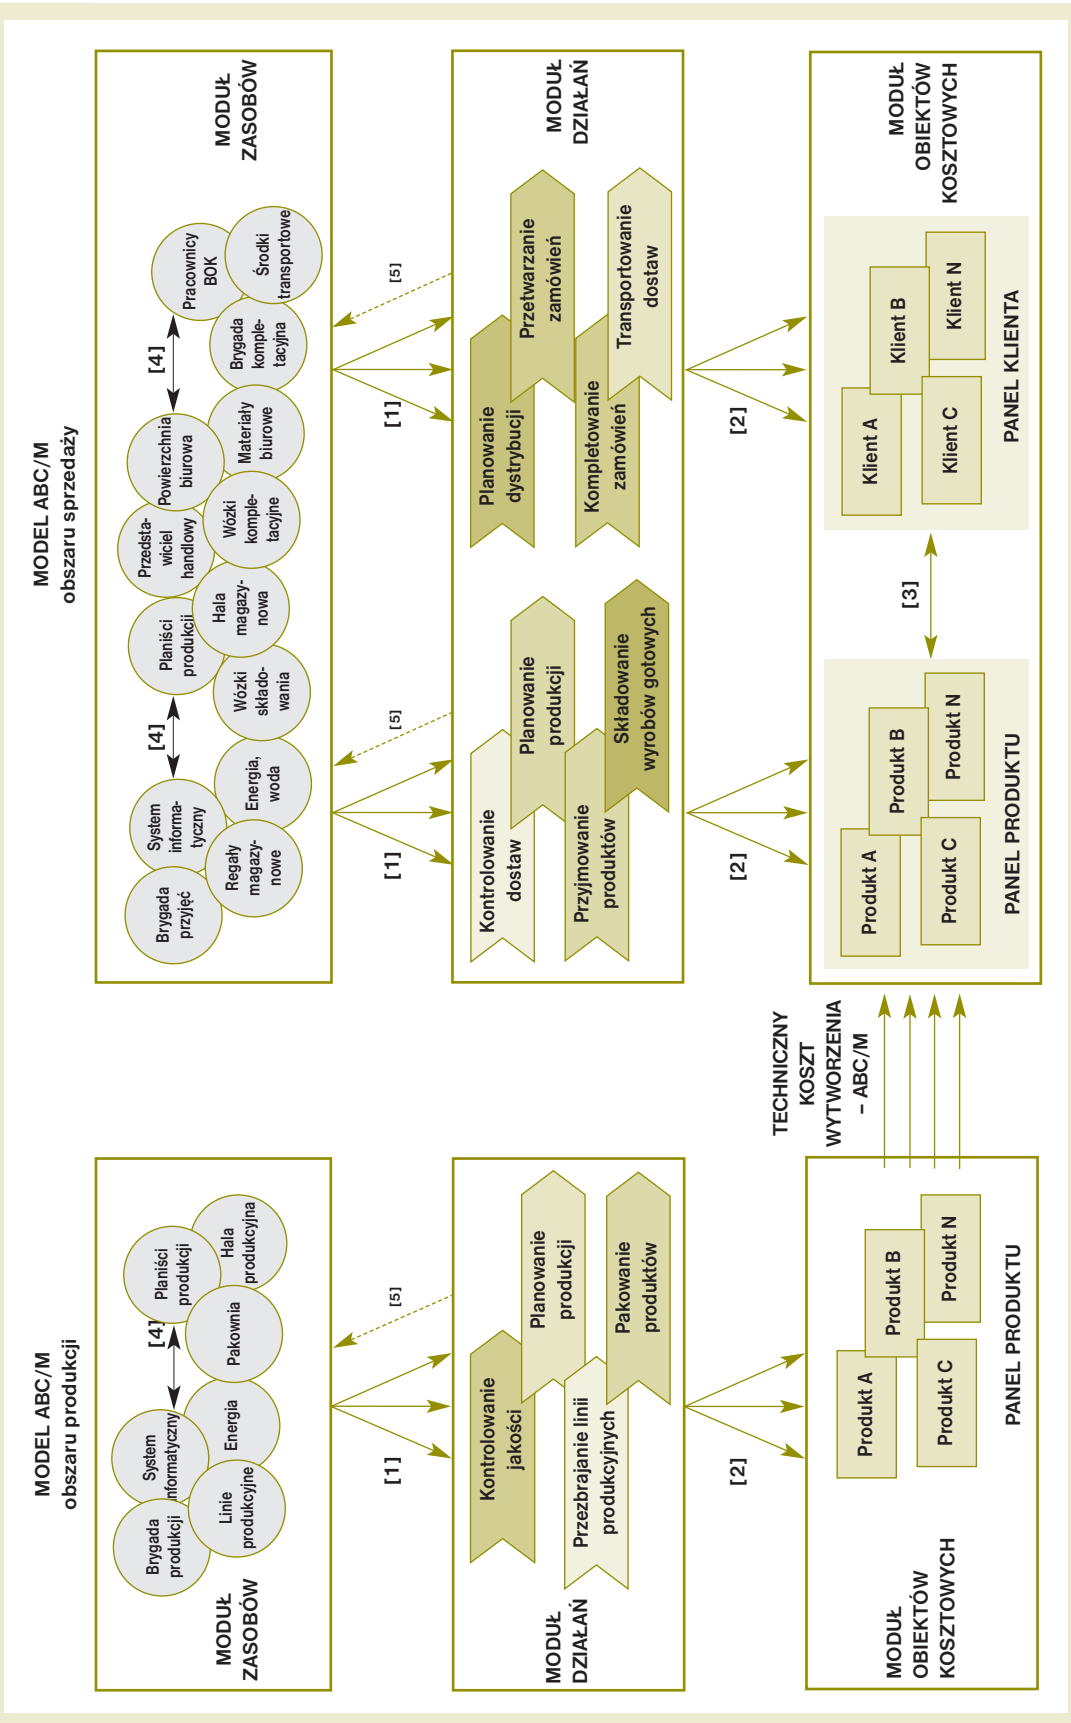 MODEL ABC/M
obszaru produkcji
MODUŁ
ZASOBÓW
Brygada
produkcji
System
informatyczny
[4]
Planiści
produkcji
Linie
produkcyjne
Energia
Pakownia
Hala
produkcyjna
[1]
[5]
MODUŁ
DZIAŁAŃ
Kontrolowanie
jakości
Planowanie
produkcji
Przezbrajanie linii
produkcyjnych
Pakowanie
produktów
[2]
MODUŁ
OBIEKTÓW
KOSZTOWYCH
Produkt A
Produkt B
Produkt C
Produkt N
PANEL PRODUKTU
TECHNICZNY
KOSZT
WYTWORZENIA
– ABC/M
MODEL ABC/M
obszaru sprzedaży
Brygada
przyjęć
System
informa-
tyczny
[4]
Planiści
produkcji
Przedsta-
wiciel
handlowy
Powierzchnia
biurowa
[4]
Pracownicy
BOK
Regały
magazy-
nowe
Energia,
woda
Wózki
składo-
wania
Hala
magazy-
nowa
Wózki
komple-
tacyjne
Materiały
biurowe
Brygada
komple-
tacyjna
Środki
transportowe
MODUŁ
ZASOBÓW
[1]
[5]
[1]
[5]
Kontrolowanie
dostaw
Planowanie
produkcji
Przyjmowanie
produktów
Składowanie
wyrobów gotowych
Planowanie
dystrybucji
Przetwarzanie
zamówień
Kompletowanie
zamówień
Transportowanie
dostaw
MODUŁ
DZIAŁAŃ
[2]
[2]
Produkt A
Produkt B
Produkt C
Produkt N
PANEL PRODUKTU
[3]
Klient A
Klient B
Klient C
Klient N
PANEL KLIENTA
MODUŁ
OBIEKTÓW
KOSZTOWYCH